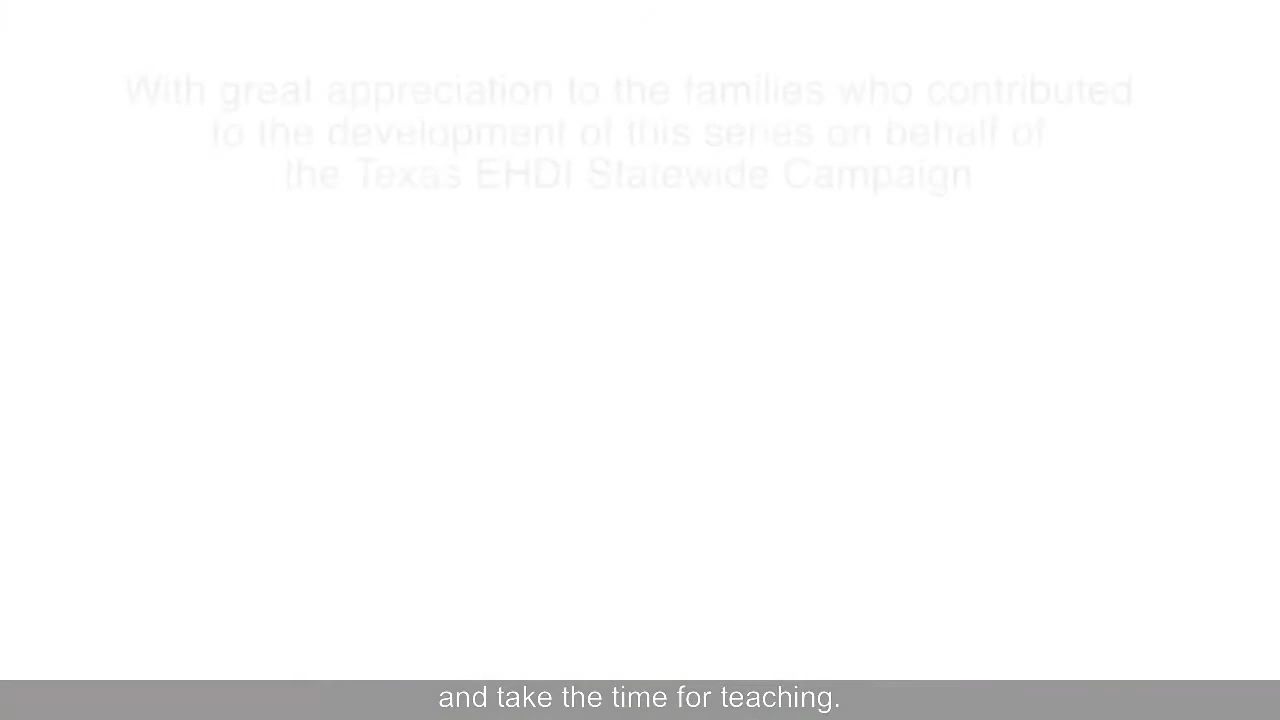 With great appreciation to the families who contributed
to the development of this series on behalf of
the Texas EHDI Statewide Campaign
and take the time for teaching.